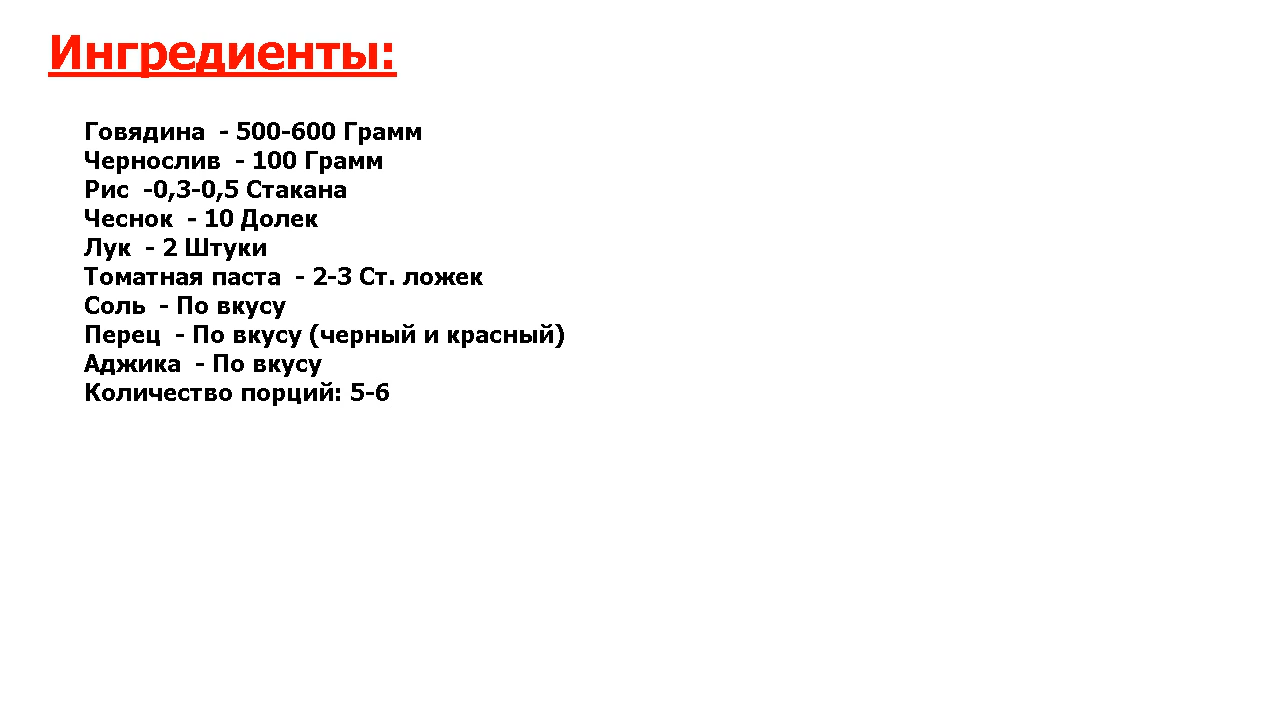 Ингредиенты:
Говядина  - 500-600 Грамм
Чернослив  - 100 Грамм
Рис  -0,3-0,5 Стакана
Чеснок  - 10 Долек
Лук  - 2 Штуки
Томатная паста  - 2-3 Ст. ложек
Соль  - По вкусу
Перец  - По вкусу (черный и красный)
Аджика  - По вкусу
Количество порций: 5-6